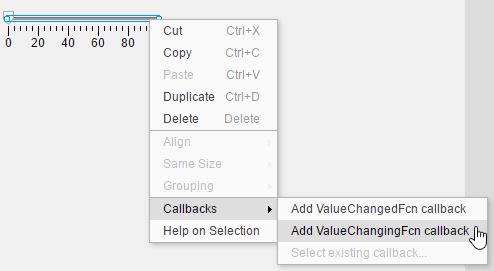 0 20 40 60 80
Cut Ctrl+X
Copy Ctrl+C
Paste Ctrl+V
Duplicate Ctrl+D
Delete Delete
Align
Same Size
Grouping
Callbacks
Help on Selection
Add ValueChangedFcn callback
Add ValueChangingFcn callback
Select existing callback...